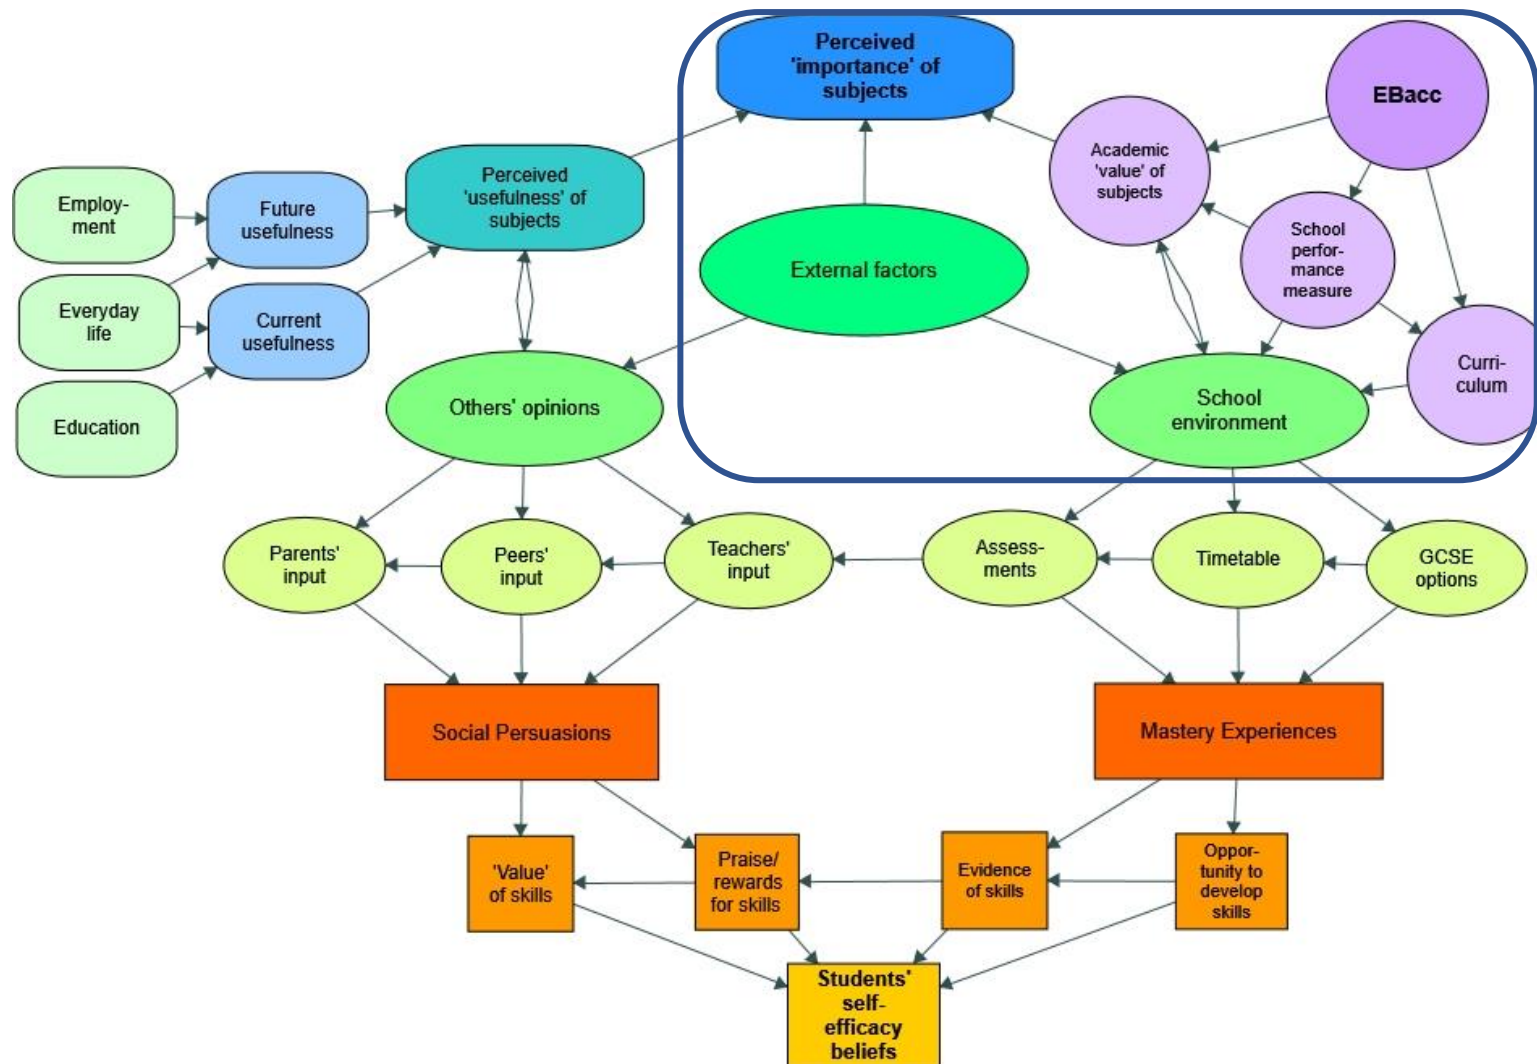 Perceived
'importance' of
subjects
EBacc
Academic
'value' of
subjects
Perceived
'usefulness' of
subjects
Employ-
ment
Future
usefulness
School
perfor-
mance
measure
External factors
Everyday
life
Current
usefulness
Curri-
culum
Others' opinions
School
environment
Education
Parents'
input
Peers'
input
Teachers'
input
Assess-
ments
Timetable
GCSE
options
Social Persuasions
Mastery Experiences
'Value'
of skills
Praise/
rewards
for skills
Evidence
of skills
Oppor-
tunity to
develop
skills
Students'
self-
efficacy
beliefs